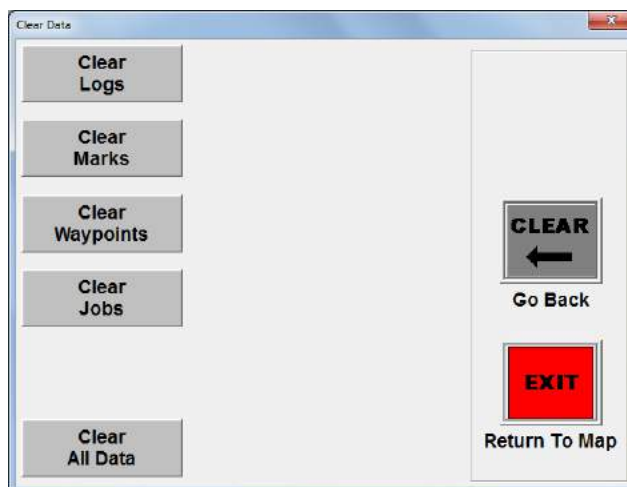 Clear Data
Clear
Logs
Clear
Marks
Clear
Waypoints
Clear
Jobs
Clear
All Data
CLEAR
Go Back
EXIT
Return To Map